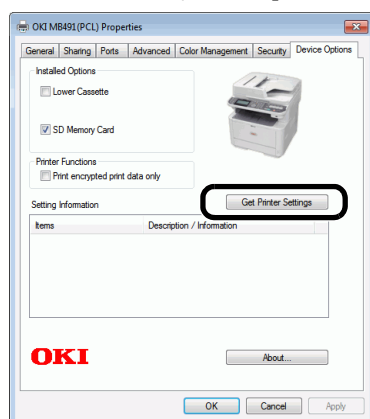 OKI MB491(PCL) Properties
General Sharing Ports Advanced Color Management Security Device Options
Installed Options
Lower Cassette
SD Memory Card
Printer Functions
Print encrypted print data only
Get Printer Settings
Setting Information
Items Description / Information
OKI
About...
OK Cancel Apply